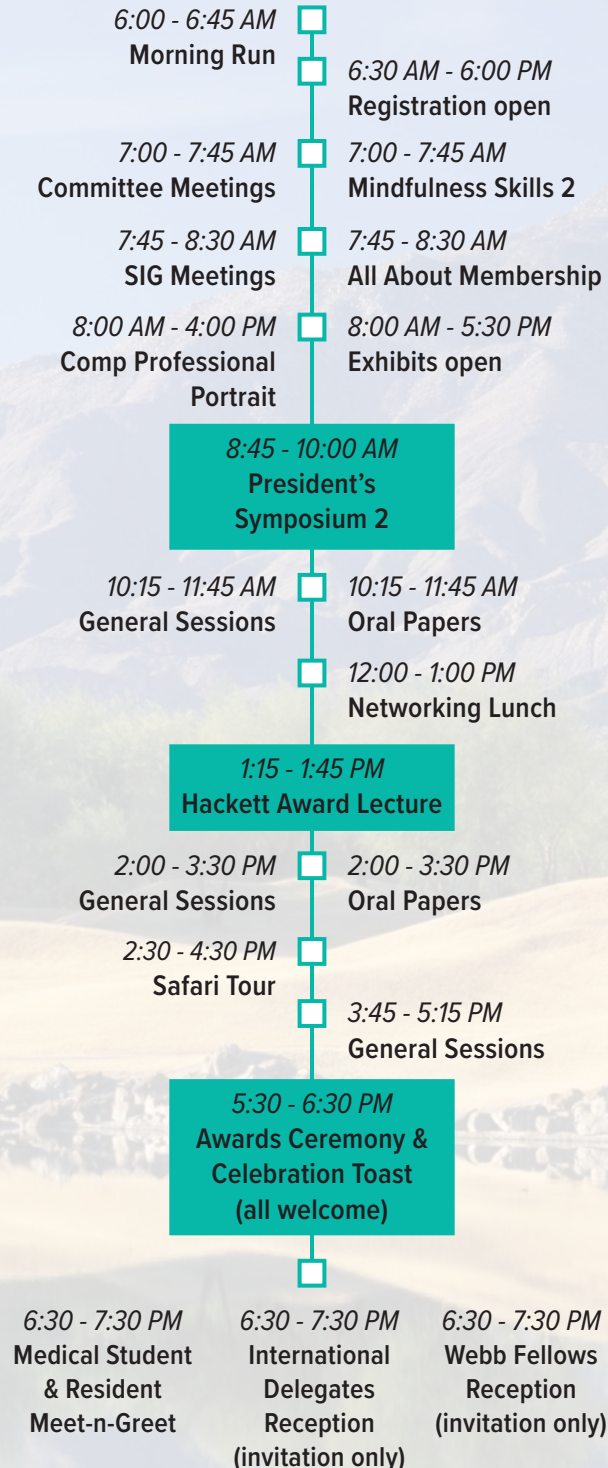 6:00 - 6:45 AM
Morning Run
6:30 AM - 6:00 PM
Registration open
7:00 - 7:45 AM
Committee Meetings
7:00 - 7:45 AM
Mindfulness Skills 2
7:45 - 8:30 AM
SIG Meetings
7:45 - 8:30 AM
All About Membership
8:00 AM - 4:00 PM
Comp Professional
Portrait
8:00 AM - 5:30 PM
Exhibits open
8:45 - 10:00 AM
President’s
Symposium 2
10:15 - 11:45 AM
General Sessions
10:15 - 11:45 AM
Oral Papers
12:00 - 1:00 PM
Networking Lunch
1:15 - 1:45 PM
Hackett Award Lecture
2:00 - 3:30 PM
General Sessions
2:00 - 3:30 PM
Oral Papers
2:30 - 4:30 PM
Safari Tour
3:45 - 5:15 PM
General Sessions
5:30 - 6:30 PM
Awards Ceremony &
Celebration Toast
(all welcome)
6:30 - 7:30 PM
Medical Student
& Resident
Meet-n-Greet
6:30 - 7:30 PM
International
Delegates
Reception
(invitation only)
6:30 - 7:30 PM
Webb Fellows
Reception
(invitation only)